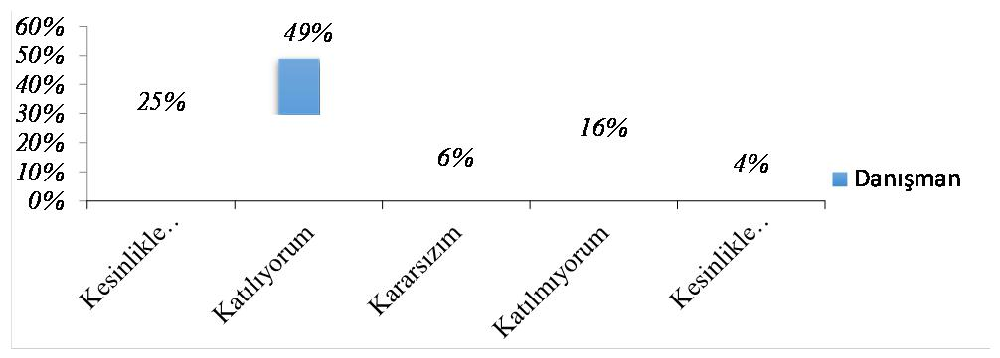 60%
50%
40%
30%
20%
10%
0%
25%
49%
6%
16%
4%
Kesinlikle..
Katılıyorum
Kararsızım
Katılmıyorum
Kesinlikle..
Danışman